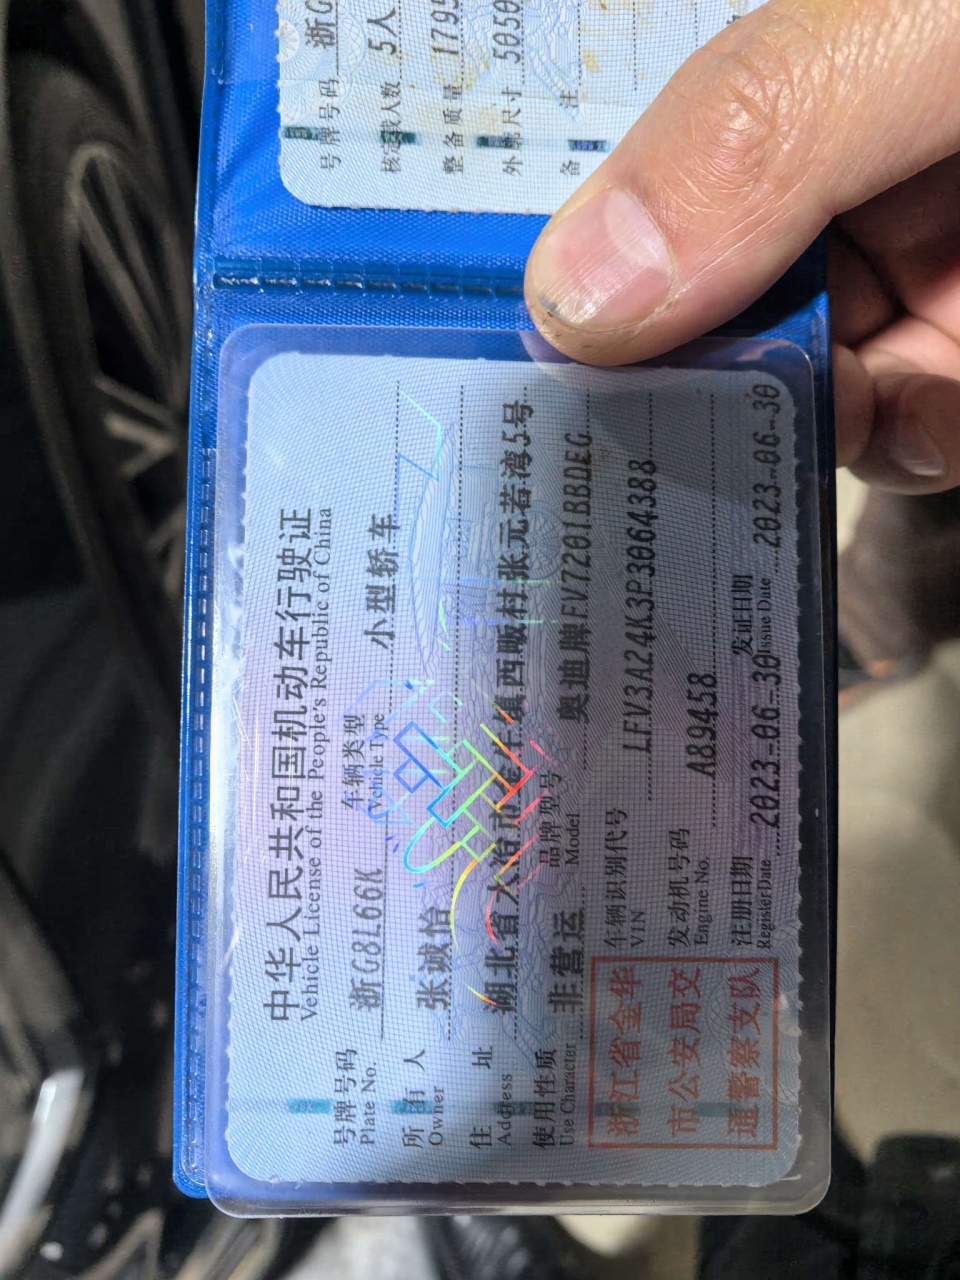 中华人民共和国机动车行驶证
Vehicle License of the People's Republic of China
号牌号码 浙G8L66K 车辆类型 小型轿车
Plate No. Vehicle Type
所有人 张诚怡
Owner
住址 湖北省大冶市 镇西畈村张元若湾5号
Address
使用性质 非营运 品牌型号 奥迪牌FV7201BBDEG
Use Character Model
浙江省金华
市公安局交
通警察支队
车辆识别代号 LFV3A24K3P3064388
VIN
发动机号码 A89458
Engine No.
注册日期 2023-06-30 发证日期 2023-06-30
Register Date Issue Date
号牌号码 浙G
核定载人数 5人
整备质量 1795
外廓尺寸 5050
备注